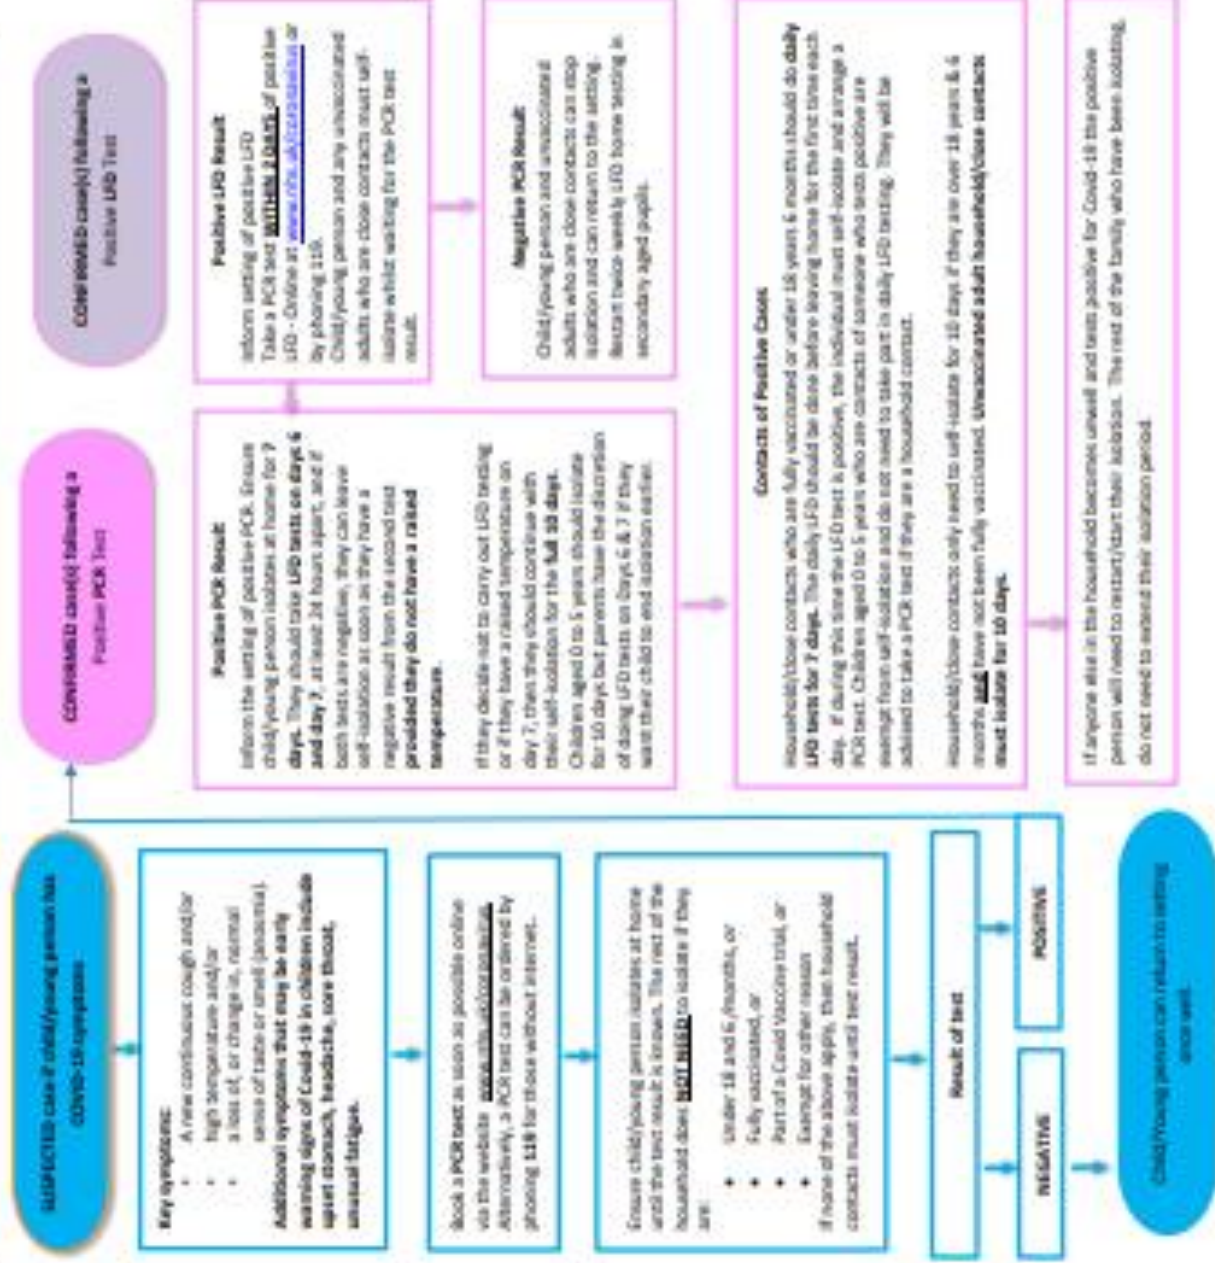 SUSPECTED case if child/young person has
COVID-19 symptoms
Key symptoms:
• A new continuous cough and/or
• high temperature and/or
• a loss of, or change in, normal
sense of taste or smell (anosmia).
Additional symptoms that may be early
warning signs of Covid-19 in children include
upset stomach, headache, sore throat,
unusual fatigue.
Book a PCR test as soon as possible online
via the website www.nhs.uk/coronavirus.
Alternatively, a PCR test can be ordered by
phoning 119 for those without internet.
Ensure child/young person isolates at home
until the test result is known. The rest of the
household does NOT NEED to isolate if they
are:
• Under 18 and 6 /months, or
• Fully vaccinated, or
• Part of a Covid Vaccine trial, or
• Exempt for other reason
If none of the above apply, that household
contacts must isolate until test result.
Result of test
NEGATIVE
POSITIVE
Child/Young person can return to setting
once well.
CONFIRMED case(s) following a
Positive PCR Test
Positive PCR Result
Inform the setting of positive PCR. Ensure
child/young person isolates at home for 7
days. They should take LFD tests on days 6
and day 7, at least 24 hours apart, and if
both tests are negative, they can leave
self-isolation as soon as they have a
negative result from the second test
provided they do not have a raised
temperature.
If they decide not to carry out LFD testing
or if they have a raised temperature on
day 7, then they should continue with
their self-isolation for the full 10 days.
Children aged 0 to 5 years should isolate
for 10 days but parents have the discretion
of doing LFD tests on Days 6 & 7 if they
want their child to end isolation earlier.
CONFIRMED case(s) following a
Positive LFD Test
Positive LFD Result
Inform setting of positive LFD
Take a PCR test WITHIN 2 DAYS of positive
LFD - Online at www.nhs.uk/coronavirus or
by phoning 119.
Child/young person and any unvaccinated
adults who are close contacts must self-
isolate whilst waiting for the PCR test
result.
Negative PCR Result
Child/young person and unvaccinated
adults who are close contacts can stop
isolation and can return to the setting.
Restart twice-weekly LFD home testing in
secondary aged pupils.
Contacts of Positive Cases
Household/close contacts who are fully vaccinated or under 18 years 6 months should do daily
LFD tests for 7 days. The daily LFD should be done before leaving home for the first time each
day. If during this time the LFD test is positive, the individual must self-isolate and arrange a
PCR test. Children aged 0 to 5 years who are contacts of someone who tests positive are
exempt from self-isolation and do not need to take part in daily LFD testing. They will be
advised to take a PCR test if they are a household contact.
Household/close contacts only need to self-isolate for 10 days if they are over 18 years & 6
months and have not been fully vaccinated. Unvaccinated adult household/close contacts
must isolate for 10 days.
If anyone else in the household becomes unwell and tests positive for Covid-18 the positive
person will need to restart/start their isolation. The rest of the family who have been isolating,
do not need to extend their isolation period.